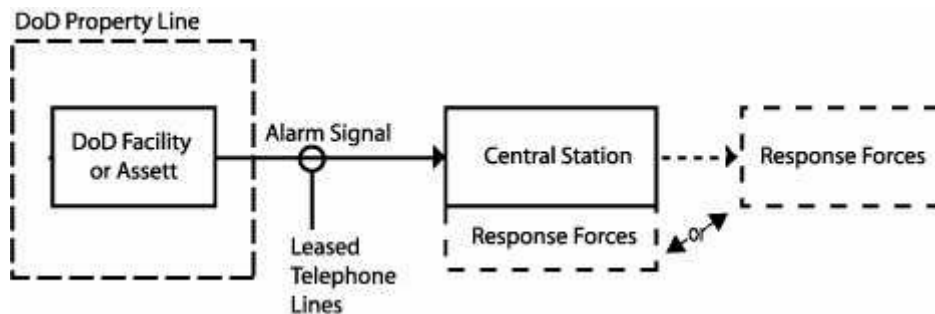 DoD Property Line
DoD Facility
or Assett
Alarm Signal
Leased
Telephone
Lines
Central Station
Response Forces
or
Response Forces